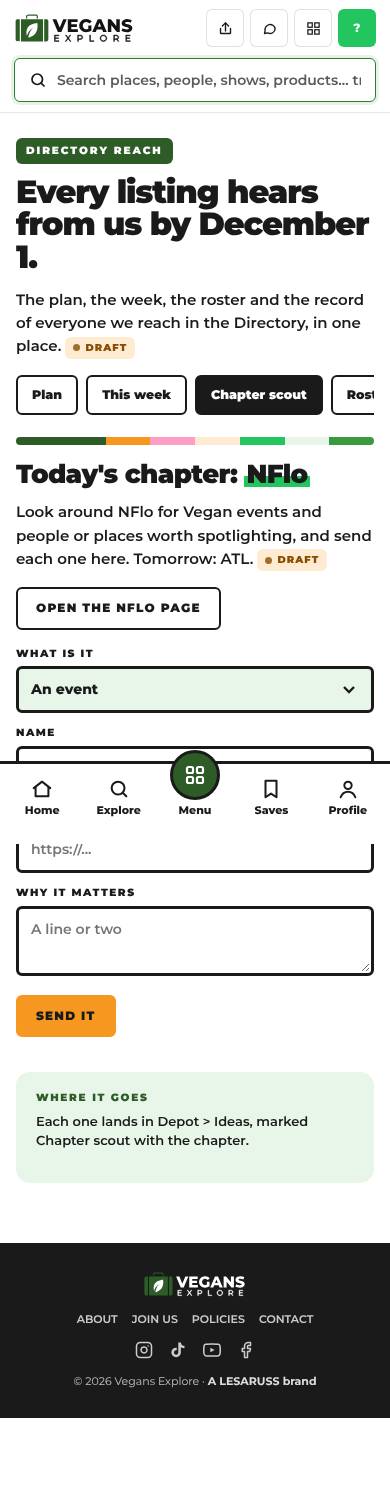 VEGANS
EXPLORE
?
Search places, people, shows, products... tr
DIRECTORY REACH
Every listing hears
from us by December
1.
The plan, the week, the roster and the record
of everyone we reach in the Directory, in one
place. DRAFT
Plan
This week
Chapter scout
Rost
Today's chapter: NFlo
Look around NFlo for Vegan events and
people or places worth spotlighting, and send
each one here. Tomorrow: ATL. DRAFT
OPEN THE NFLO PAGE
WHAT IS IT
An event
NAME
Home
Explore
Menu
Saves
Profile
https://...
WHY IT MATTERS
A line or two
SEND IT
WHERE IT GOES
Each one lands in Depot > Ideas, marked
Chapter scout with the chapter.
VEGANS
EXPLORE
ABOUT JOIN US POLICIES CONTACT
© 2026 Vegans Explore · A LESARUSS brand